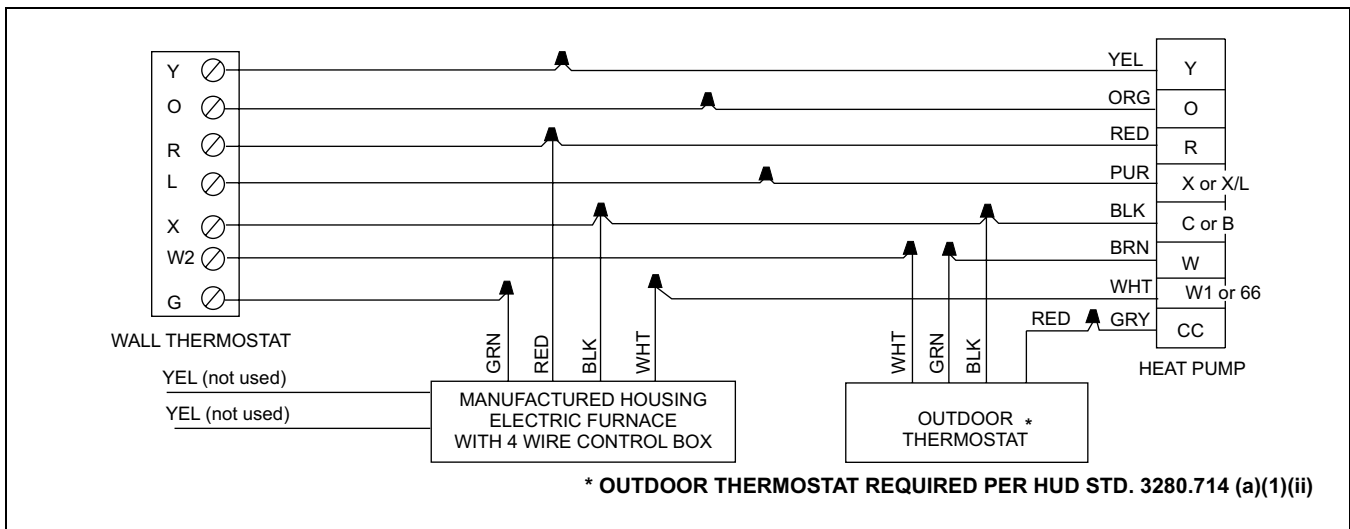 Y
O
R
L
X
W2
G
WALL THERMOSTAT
YEL
ORG
RED
PUR
BLK
BRN
WHT
RED
GRY
Y
O
R
X or X/L
C or B
W
W1 or 66
CC
HEAT PUMP
GRN
RED
BLK
WHT
WHT
GRN
BLK
YEL (not used)
YEL (not used)
MANUFACTURED HOUSING
ELECTRIC FURNACE
WITH 4 WIRE CONTROL BOX
OUTDOOR *
THERMOSTAT
* OUTDOOR THERMOSTAT REQUIRED PER HUD STD. 3280.714 (a)(1)(ii)